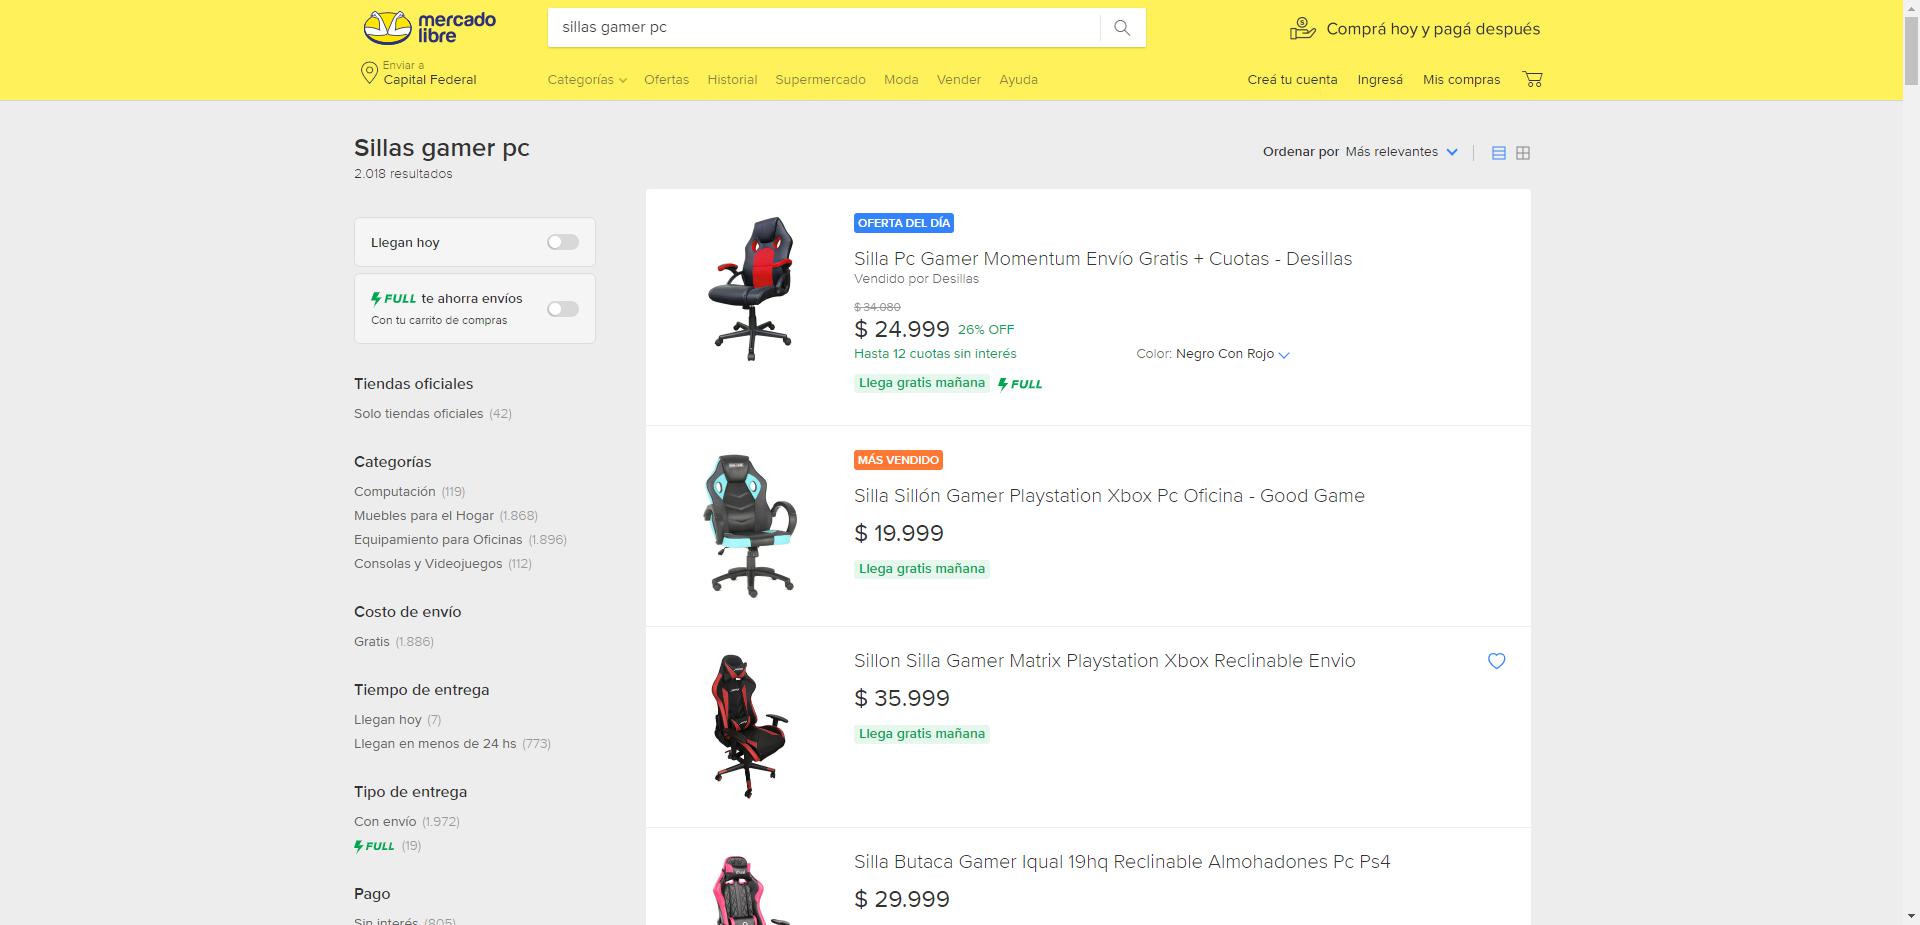 mercado
libre
sillas gamer pc
Comprá hoy y pagá después
Enviar a
Capital Federal
Categorías Ofertas Historial Supermercado Moda Vender Ayuda
Creá tu cuenta Ingresá Mis compras
Sillas gamer pc
2.018 resultados
Ordenar por Más relevantes
Llegan hoy
FULL te ahorra envíos
Con tu carrito de compras
Tiendas oficiales
Solo tiendas oficiales (42)
Categorías
Computación (119)
Muebles para el Hogar (1.868)
Equipamiento para Oficinas (1.896)
Consolas y Videojuegos (112)
Costo de envío
Gratis (1.886)
Tiempo de entrega
Llegan hoy (7)
Llegan en menos de 24 hs (773)
Tipo de entrega
Con envío (1.972)
FULL (19)
Pago
Sin interés (805)
OFERTA DEL DÍA
Silla Pc Gamer Momentum Envío Gratis + Cuotas - Desillas
Vendido por Desillas
$ 34.080
$ 24.999 26% OFF
Hasta 12 cuotas sin interés
Color: Negro Con Rojo
Llega gratis mañana FULL
MÁS VENDIDO
Silla Sillón Gamer Playstation Xbox Pc Oficina - Good Game
$ 19.999
Llega gratis mañana
Sillon Silla Gamer Matrix Playstation Xbox Reclinable Envio
$ 35.999
Llega gratis mañana
Silla Butaca Gamer Iqual 19hq Reclinable Almohadones Pc Ps4
$ 29.999